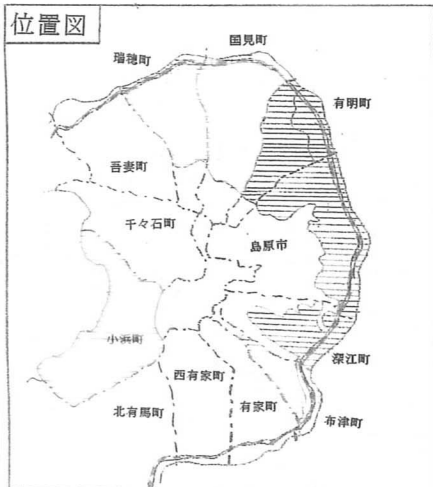 位置図
国見町
瑞穂町
有明町
吾妻町
千々石町
島原市
小浜町
深江町
西有家町
北有馬町
有家町
布津町